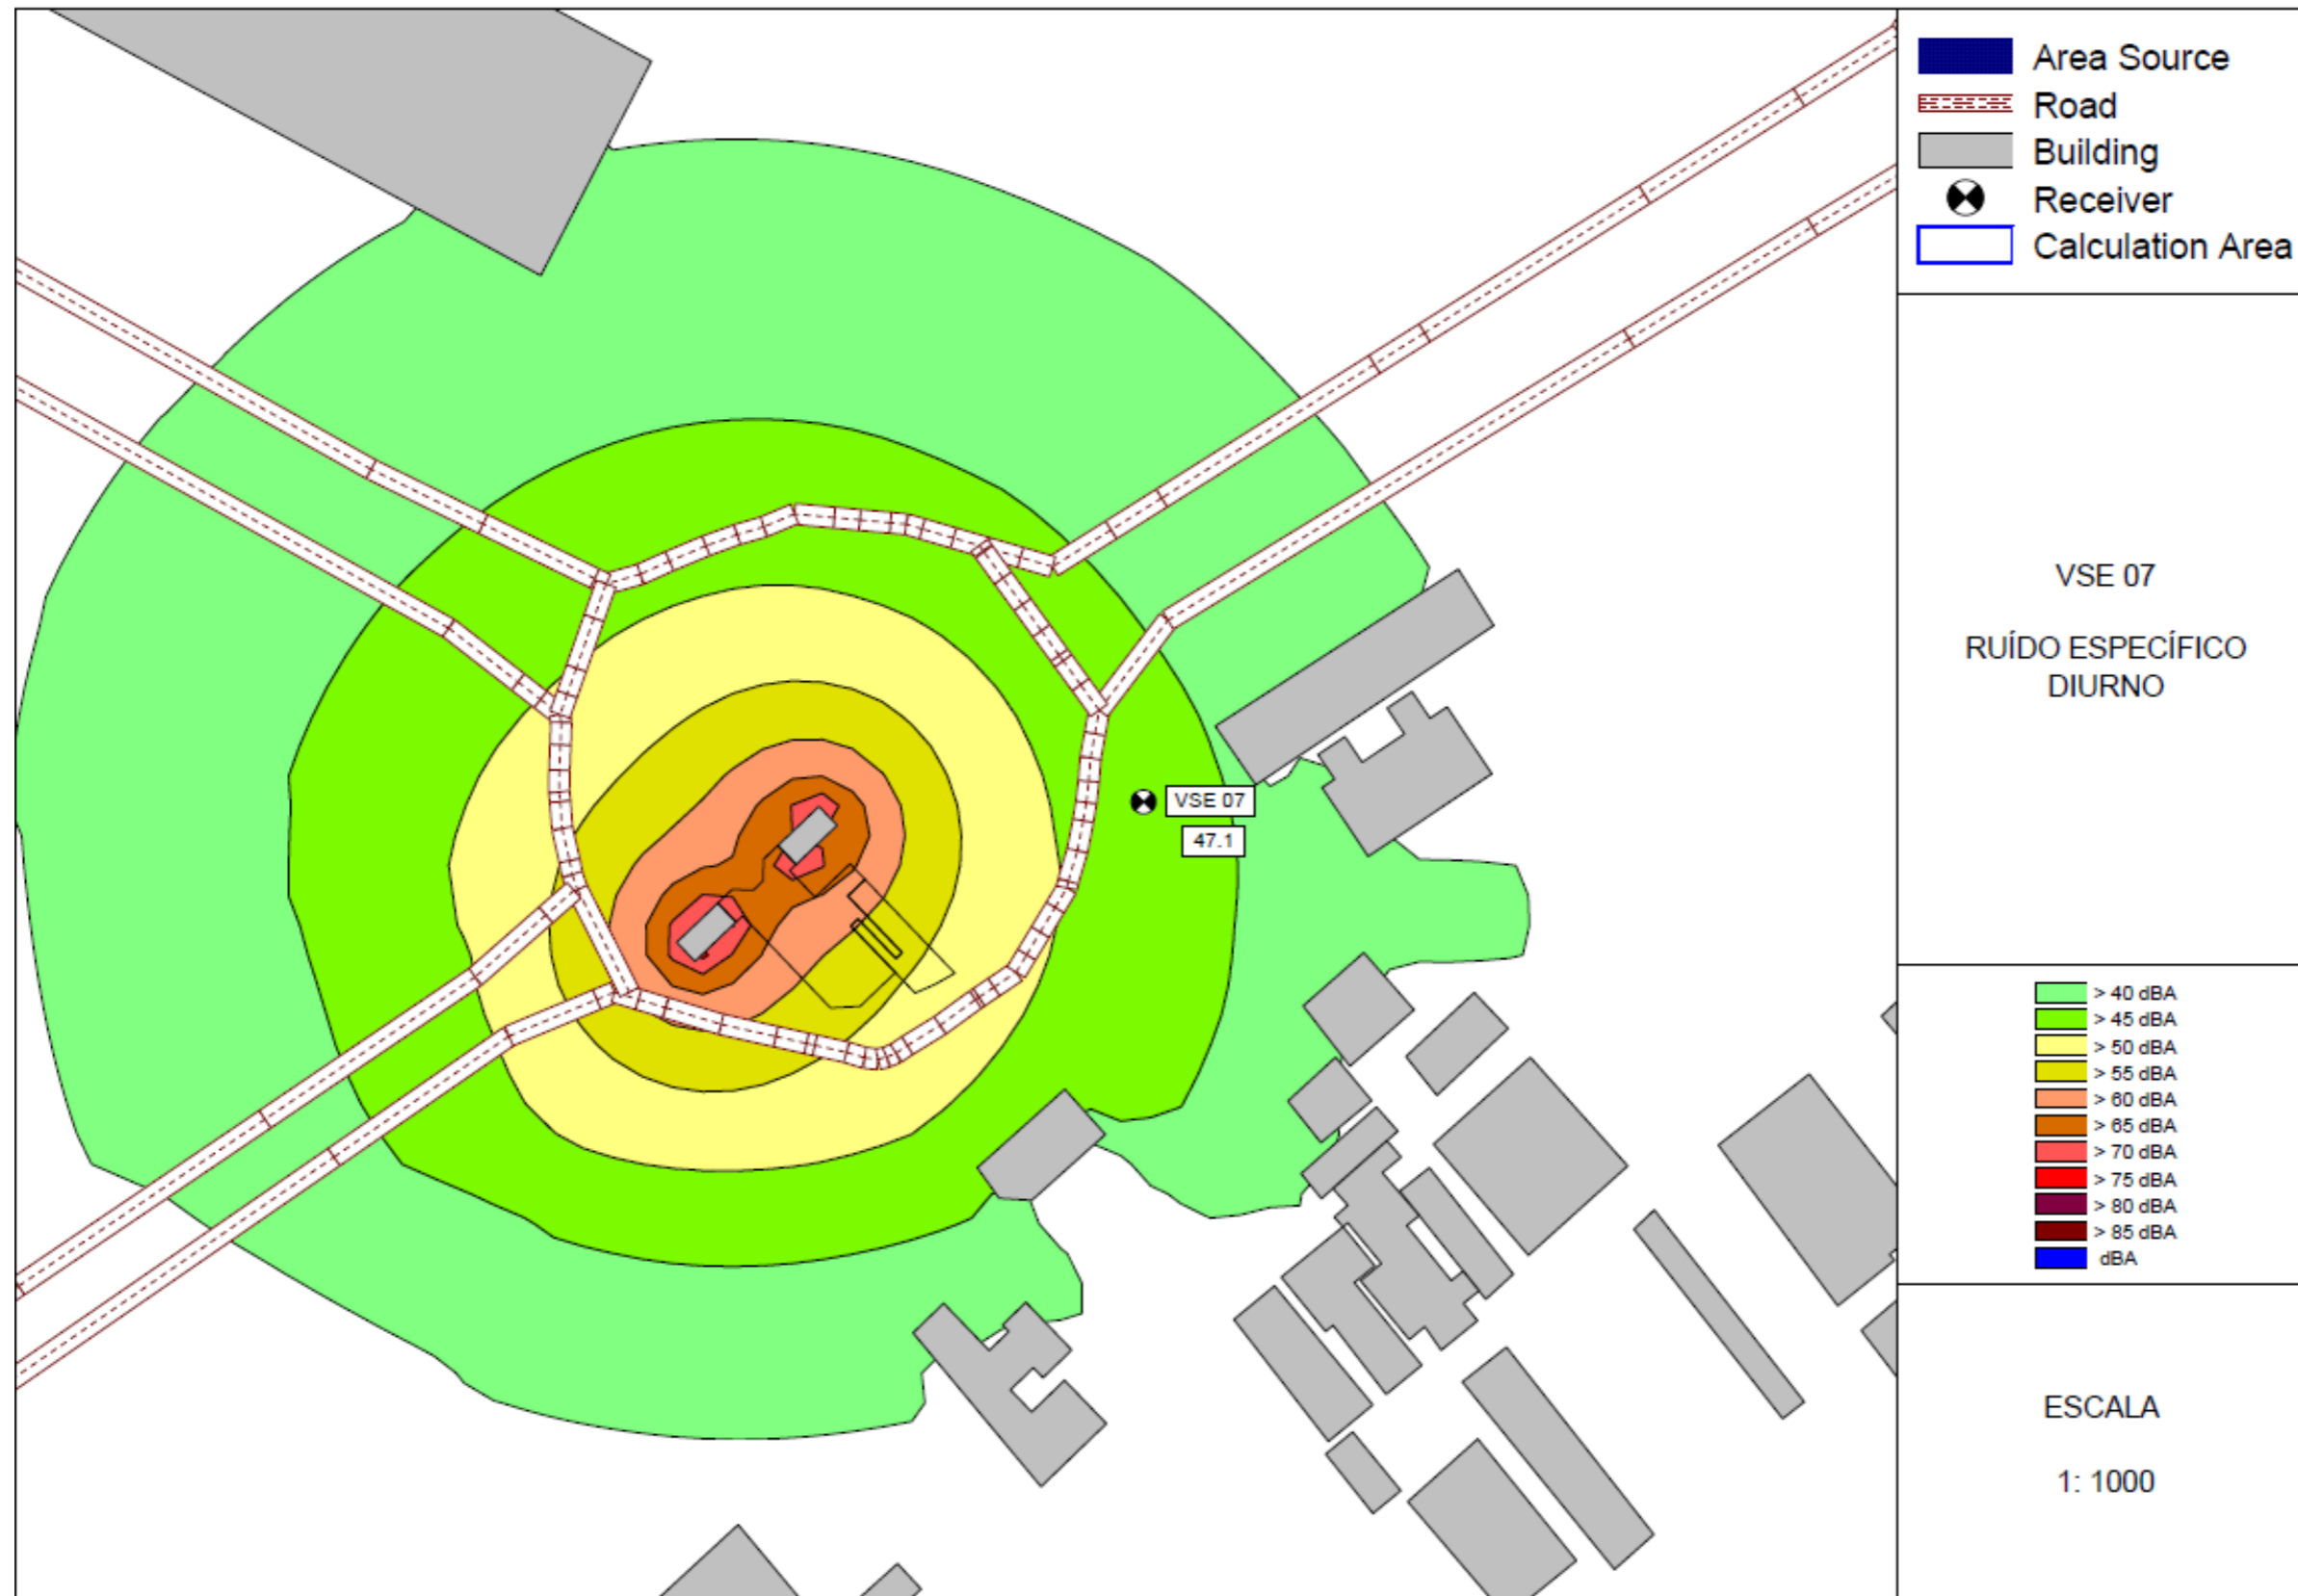 Area Source
Road
Building
Receiver
Calculation Area
VSE 07
47.1
VSE 07
RUÍDO ESPECÍFICO
DIURNO
> 40 dBA
> 45 dBA
> 50 dBA
> 55 dBA
> 60 dBA
> 65 dBA
> 70 dBA
> 75 dBA
> 80 dBA
> 85 dBA
dBA
ESCALA
1: 1000